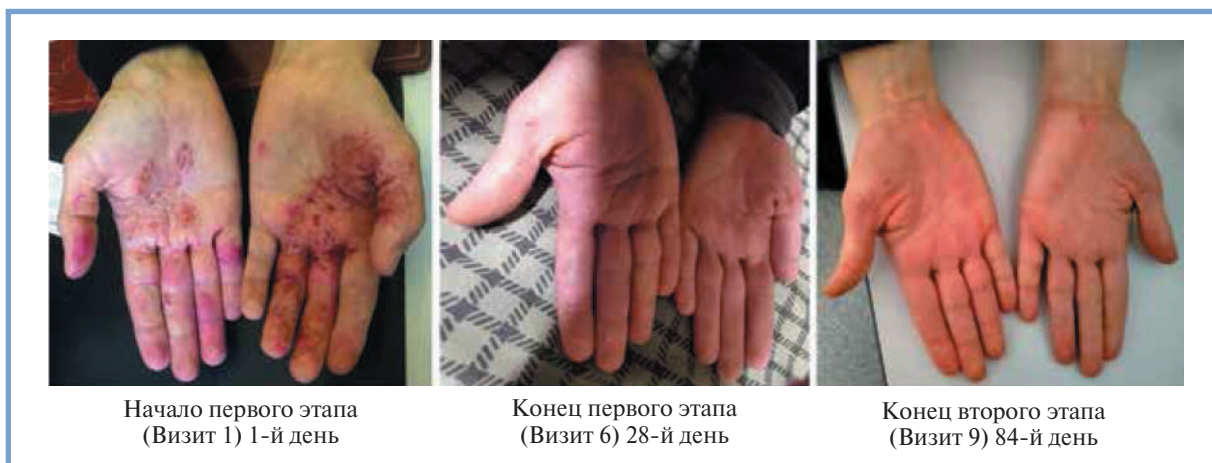 Начало первого этапа
(Визит 1) 1-й день
Конец первого этапа
(Визит 6) 28-й день
Конец второго этапа
(Визит 9) 84-й день